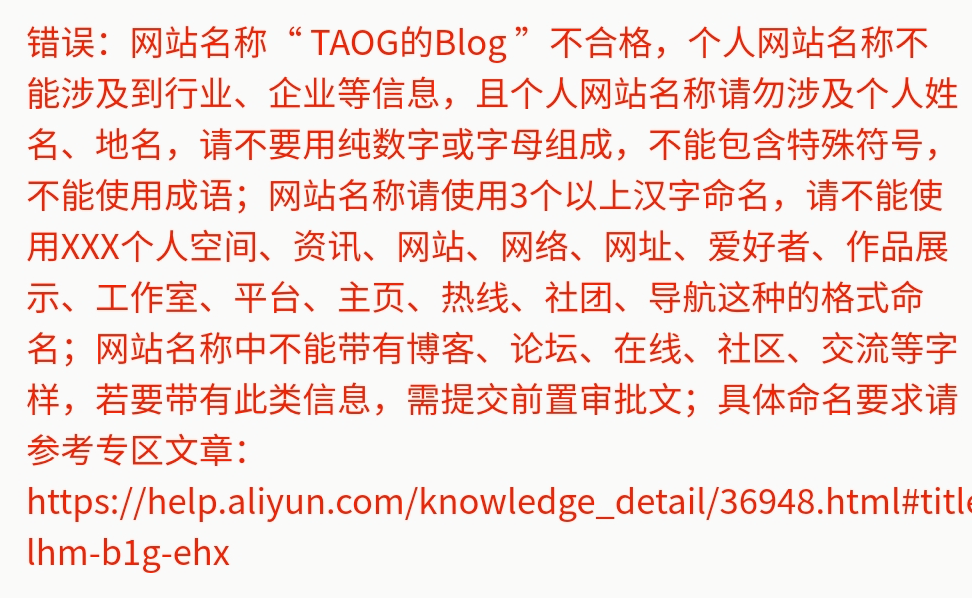 错误：网站名称“ TAOG的Blog ”不合格，个人网站名称不
能涉及到行业、企业等信息，且个人网站名称请勿涉及个人姓
名、地名，请不要用纯数字或字母组成，不能包含特殊符号，
不能使用成语；网站名称请使用3个以上汉字命名，请不能使
用XXX个人空间、资讯、网站、网络、网址、爱好者、作品展
示、工作室、平台、主页、热线、社团、导航这种的格式命
名；网站名称中不能带有博客、论坛、在线、社区、交流等字
样，若要带有此类信息，需提交前置审批文；具体命名要求请
参考专区文章：
https://help.aliyun.com/knowledge_detail/36948.html#title
lhm-b1g-ehx